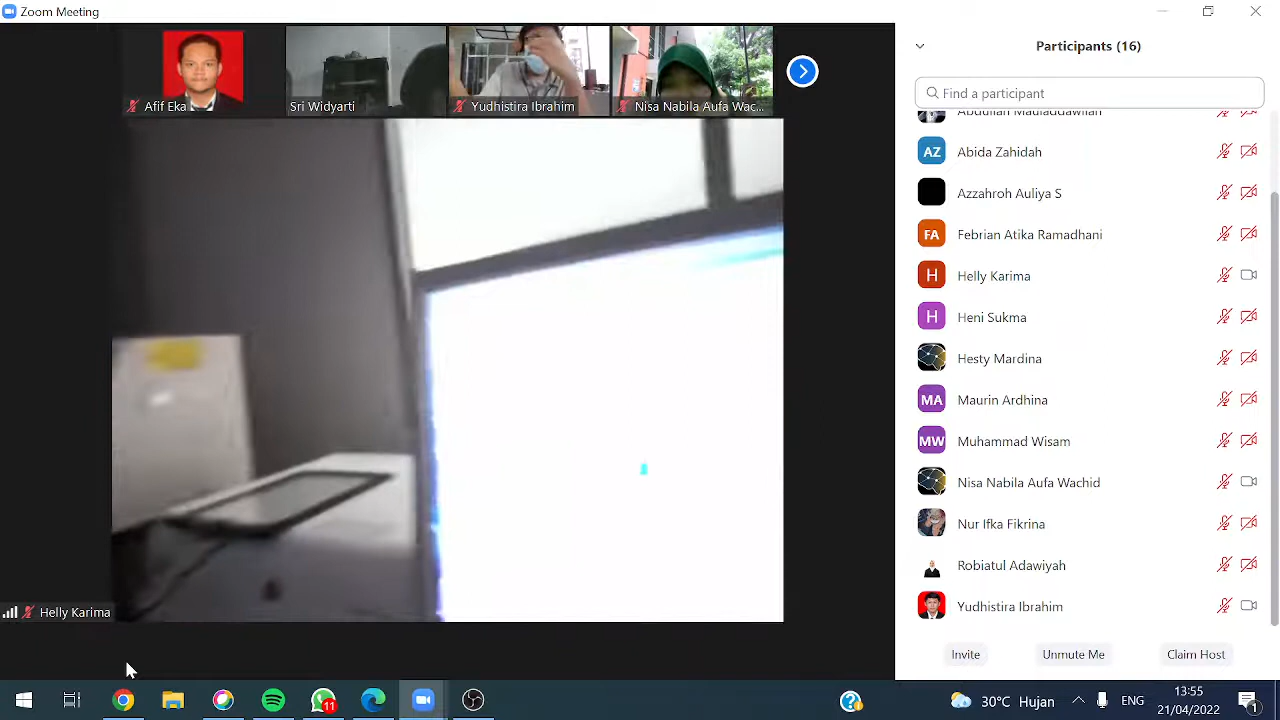 Zoom Meeting
Afif Eka
Sri Widyarti
Yudhistira Ibrahim
Nisa Nabila Aufa Wac...
Helly Karima
Participants (16)
Find a participant
AZ Abida Zahidah
Azzahroh Auliya S
FA Febrian Atika Ramadhani
H Helly Karima
H Heni Sukma
Hesty Mardina
MA Maurin Ardhina
MW Muhammad Wisam
Nisa Nabila Aufa Wachid
Nur Ifka Fikrina
Robiatul Adawiyah
Yudhistira Ibrahim
Invite Unmute Me Claim Host
11
30°C Hujan ENG 13:55
21/04/2022
1